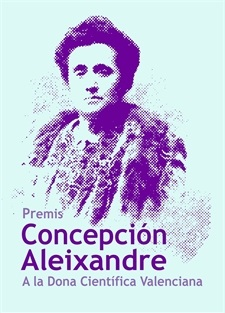 Premis
Concepción
Aleixandre
A la Dona Científica Valenciana